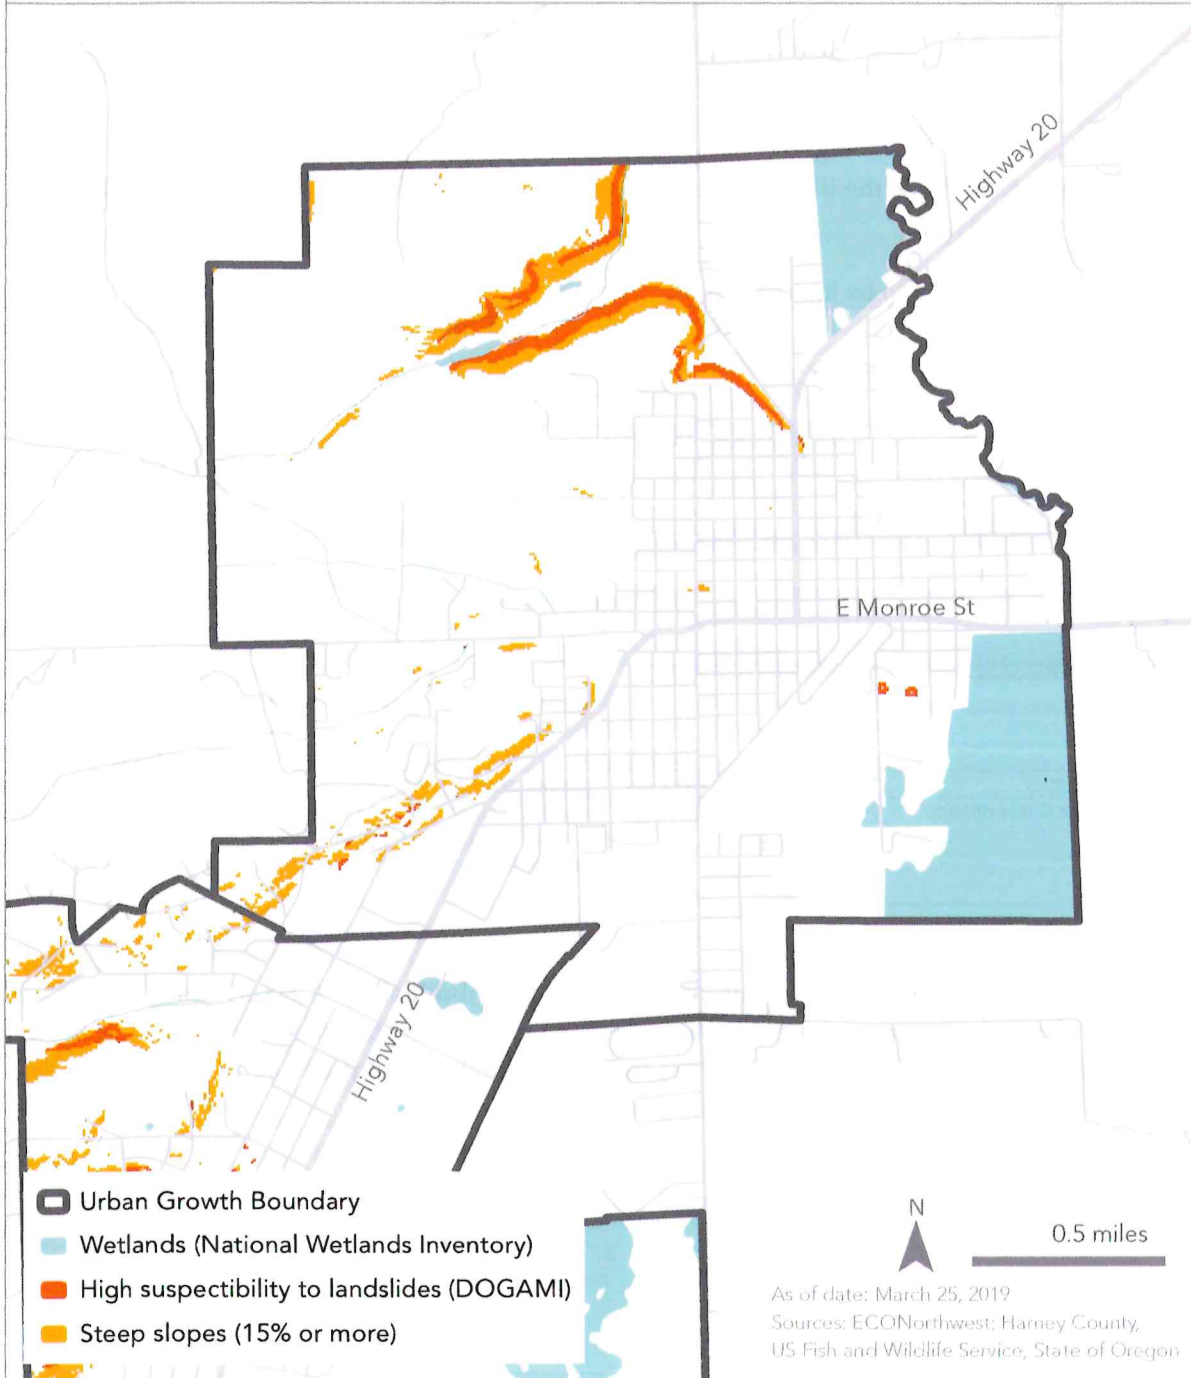 Highway 20
E Monroe St
Highway 20
Urban Growth Boundary
Wetlands (National Wetlands Inventory)
High suspectibility to landslides (DOGAMI)
Steep slopes (15% or more)
N
0.5 miles
As of date: March 25, 2019
Sources: ECONorthwest; Harney County,
US Fish and Wildlife Service, State of Oregon